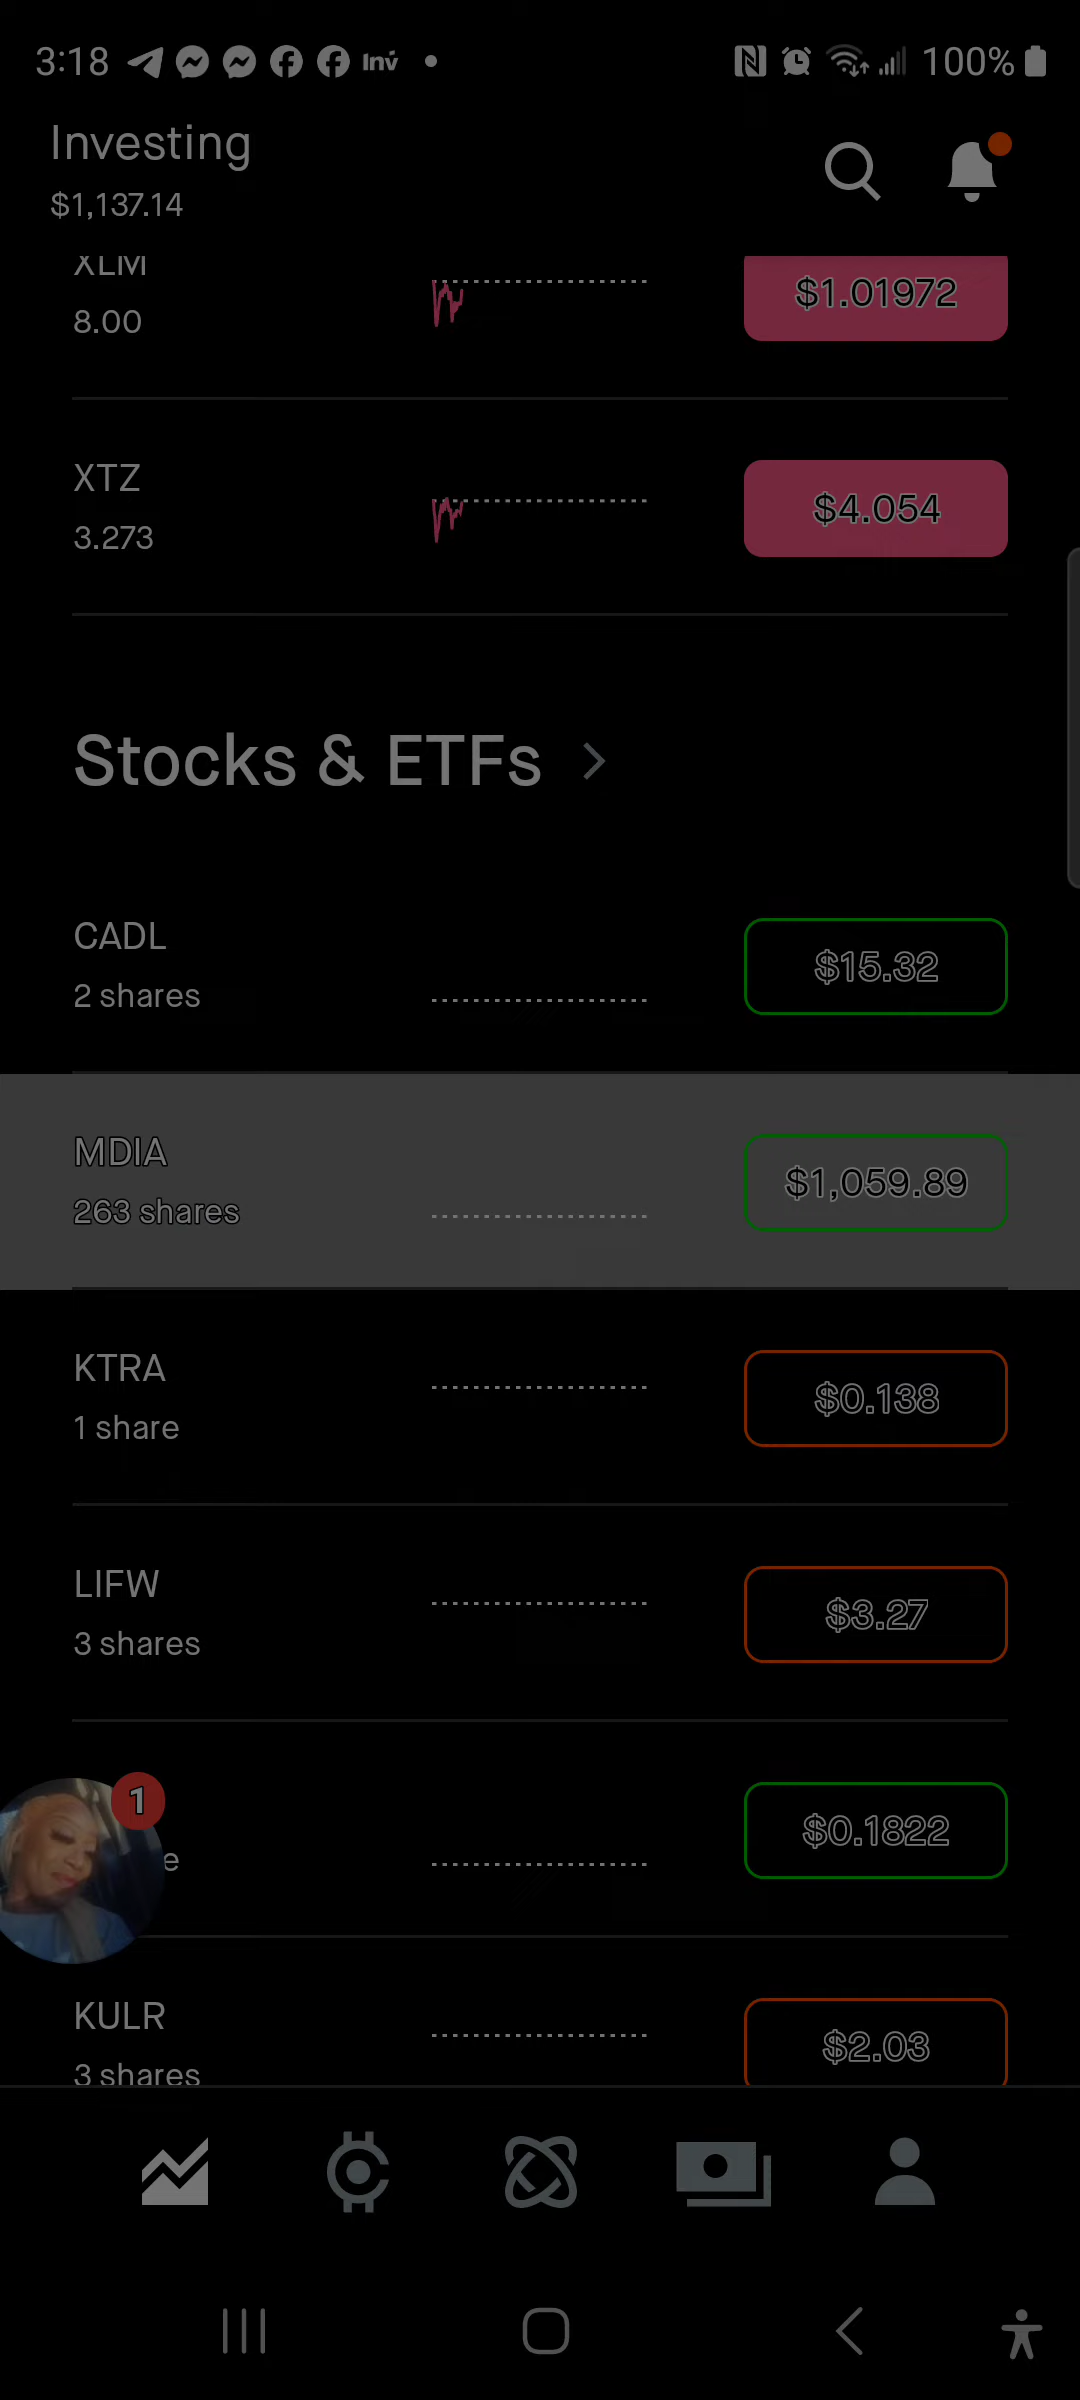 3:18 Inv 100%
Investing
$1,137.14
XLM $1.01972
8.00
XTZ $4.054
3.273
Stocks & ETFs
CADL $15.32
2 shares
MDIA $1,059.89
263 shares
KTRA $0.138
1 share
LIFW $3.27
3 shares
1
$0.1822
e
KULR $2.03
3 shares